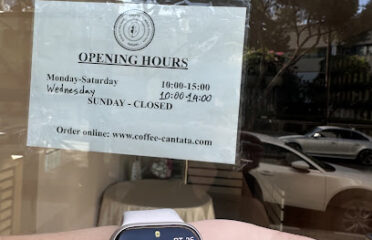 OPENING HOURS
Monday-Saturday 10:00-15:00
Wednesday 10:00-14:00
SUNDAY - CLOSED
Order online: www.coffee-cantata.com